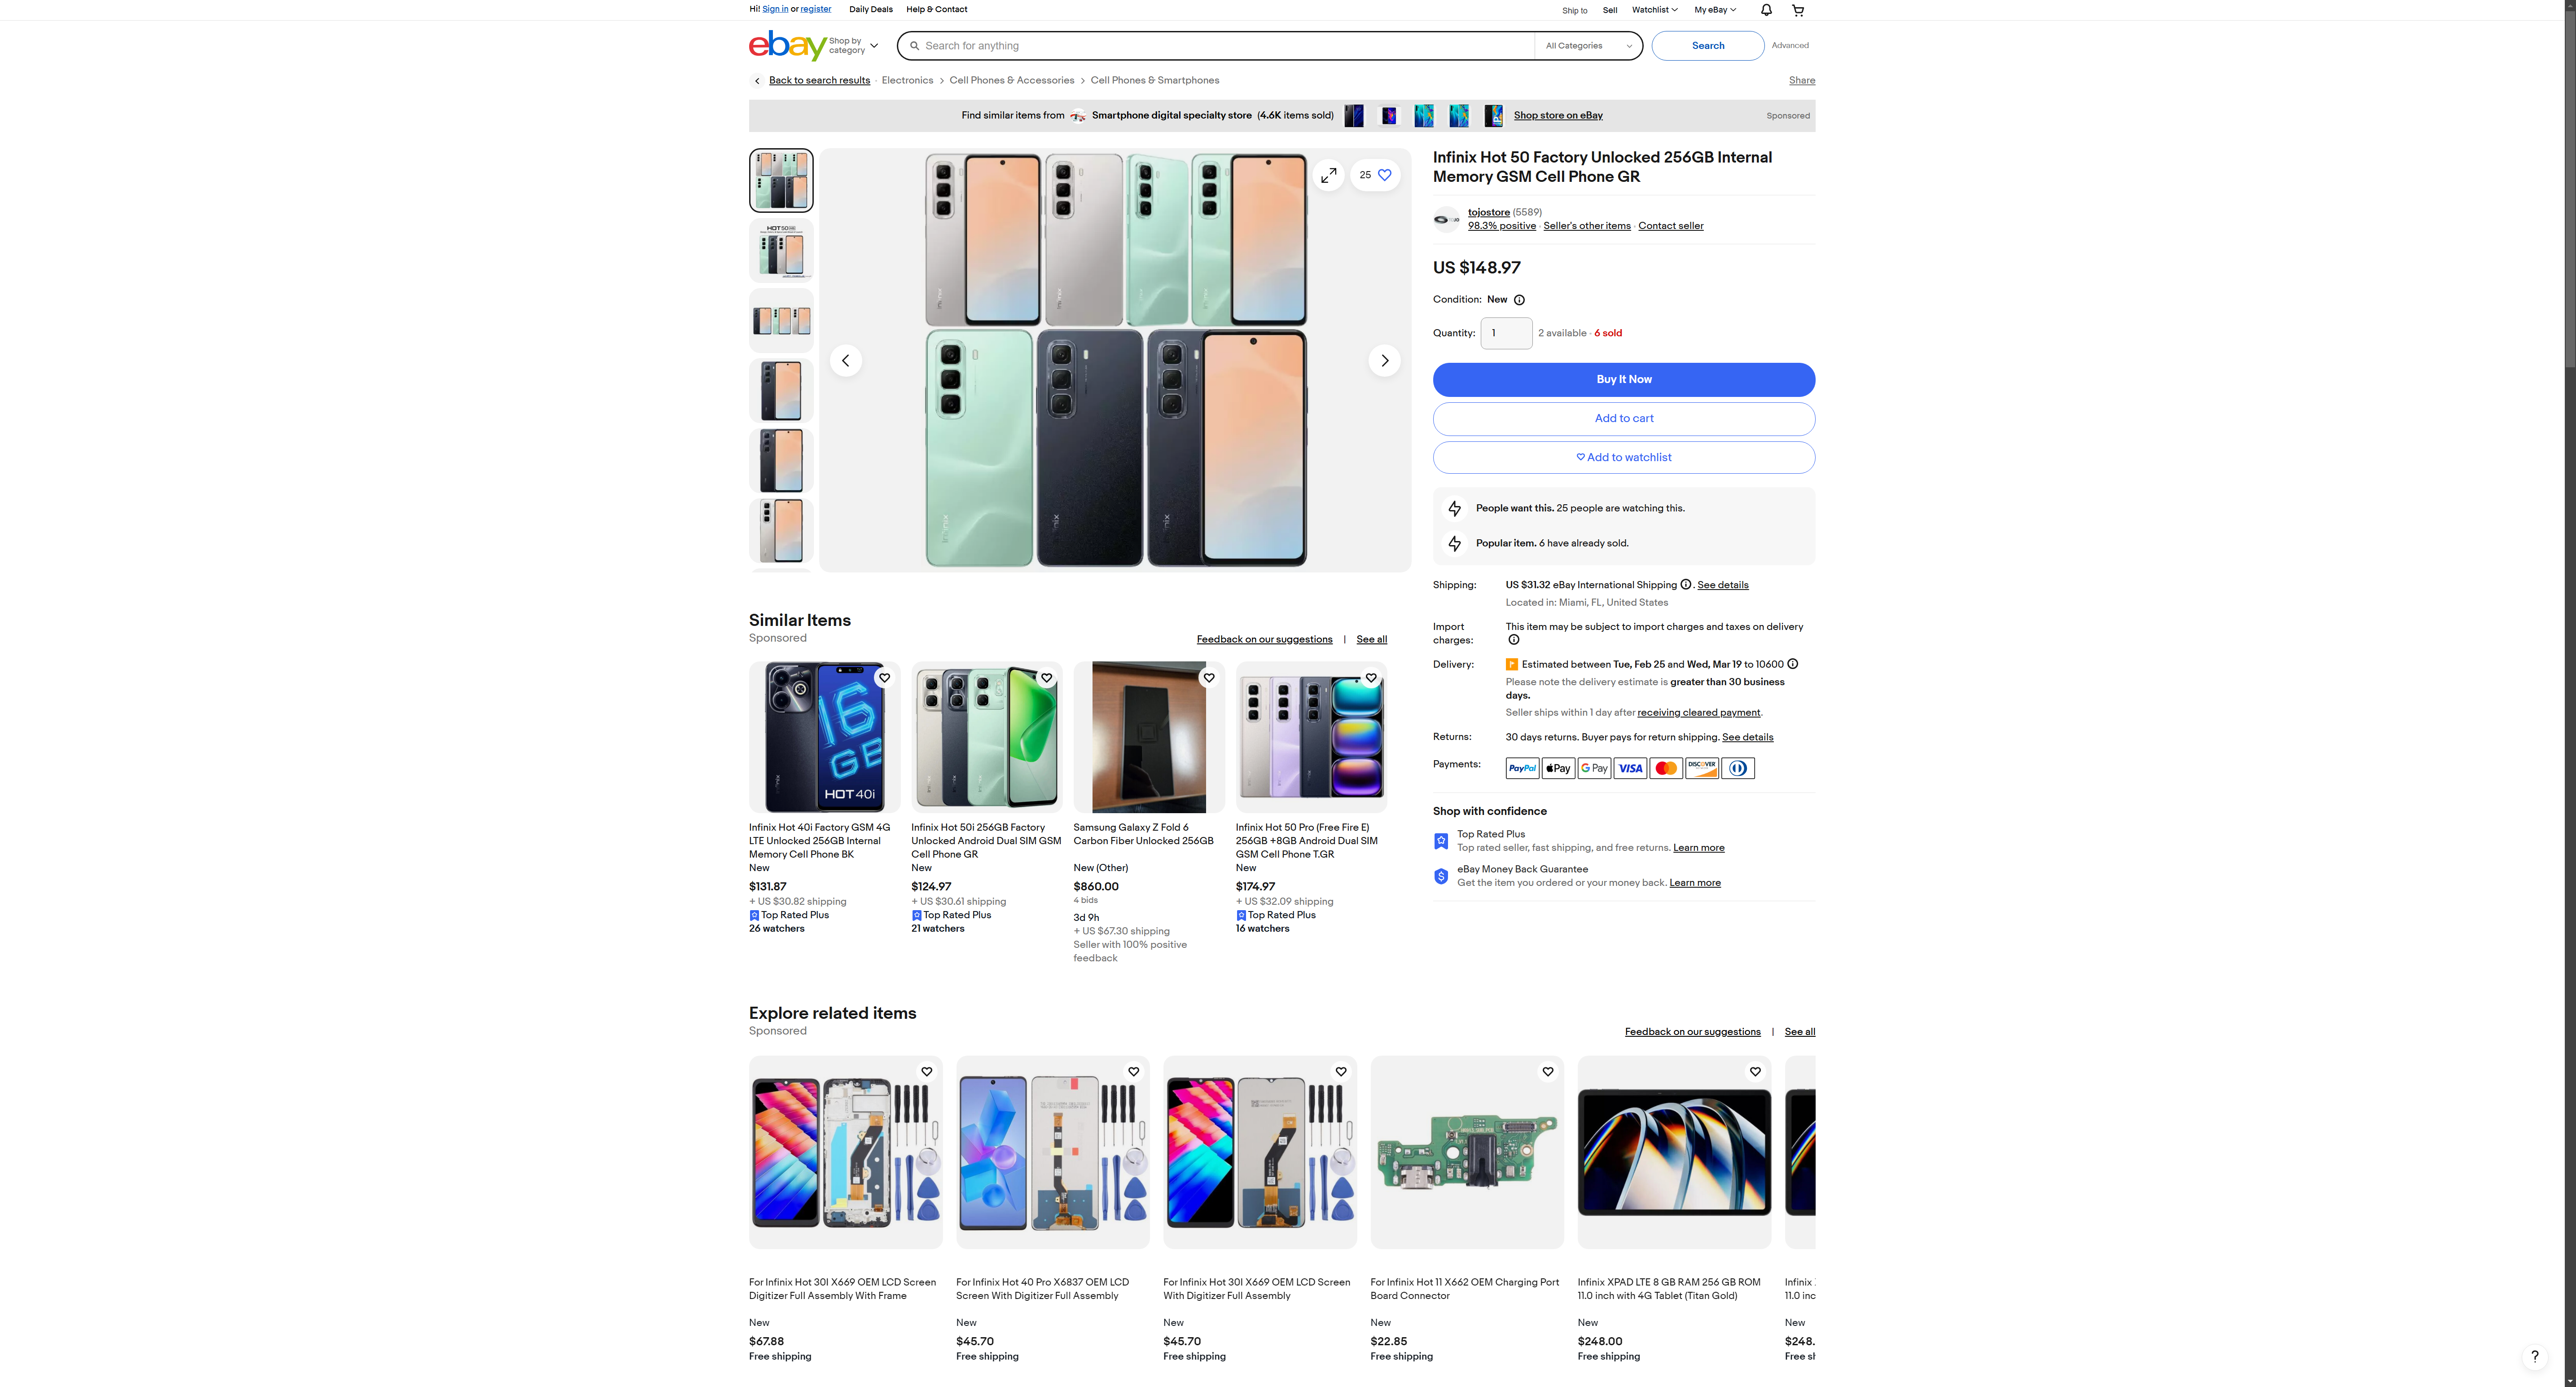 Hi! Sign in or register
Daily Deals
Help & Contact
Ship to
Sell
Watchlist
My eBay
ebay
Shop by
category
Search for anything
All Categories
Search
Advanced
Back to search results
Electronics
Cell Phones & Accessories
Cell Phones & Smartphones
Share
Find similar items from Smartphone digital specialty store (4.6K items sold)
Shop store on eBay
Sponsored
HOT 50
25
Infinix
Infinix
Infinix
Infinix
Infinix Hot 50 Factory Unlocked 256GB Internal
Memory GSM Cell Phone GR
tojostore (5589)
98.3% positive · Seller's other items · Contact seller
US $148.97
Condition: New
Quantity: 1 2 available · 6 sold
Buy It Now
Add to cart
Add to watchlist
People want this. 25 people are watching this.
Popular item. 6 have already sold.
Shipping: US $31.32 eBay International Shipping . See details
Located in: Miami, FL, United States
Import
charges:
This item may be subject to import charges and taxes on delivery
Delivery: Estimated between Tue, Feb 25 and Wed, Mar 19 to 10600
Please note the delivery estimate is greater than 30 business
days.
Seller ships within 1 day after receiving cleared payment.
Returns: 30 days returns. Buyer pays for return shipping. See details
Payments: PayPal Pay G Pay VISA DISCOVER
Shop with confidence
Top Rated Plus
Top rated seller, fast shipping, and free returns. Learn more
eBay Money Back Guarantee
Get the item you ordered or your money back. Learn more
Similar Items
Sponsored
Feedback on our suggestions | See all
16
GB
HOT 40i
Infinix Hot 40i Factory GSM 4G
LTE Unlocked 256GB Internal
Memory Cell Phone BK
New
$131.87
+ US $30.82 shipping
Top Rated Plus
26 watchers
Infinix Hot 50i 256GB Factory
Unlocked Android Dual SIM GSM
Cell Phone GR
New
$124.97
+ US $30.61 shipping
Top Rated Plus
21 watchers
Samsung Galaxy Z Fold 6
Carbon Fiber Unlocked 256GB
New (Other)
$860.00
4 bids
3d 9h
+ US $67.30 shipping
Seller with 100% positive
feedback
Infinix Hot 50 Pro (Free Fire E)
256GB +8GB Android Dual SIM
GSM Cell Phone T.GR
New
$174.97
+ US $32.09 shipping
Top Rated Plus
16 watchers
Explore related items
Sponsored
Feedback on our suggestions | See all
For Infinix Hot 30I X669 OEM LCD Screen
Digitizer Full Assembly With Frame
New
$67.88
Free shipping
For Infinix Hot 40 Pro X6837 OEM LCD
Screen With Digitizer Full Assembly
New
$45.70
Free shipping
For Infinix Hot 30I X669 OEM LCD Screen
With Digitizer Full Assembly
New
$45.70
Free shipping
For Infinix Hot 11 X662 OEM Charging Port
Board Connector
New
$22.85
Free shipping
Infinix XPAD LTE 8 GB RAM 256 GB ROM
11.0 inch with 4G Tablet (Titan Gold)
New
$248.00
Free shipping
Infinix
11.0 inc
New
$248.
Free sh
?